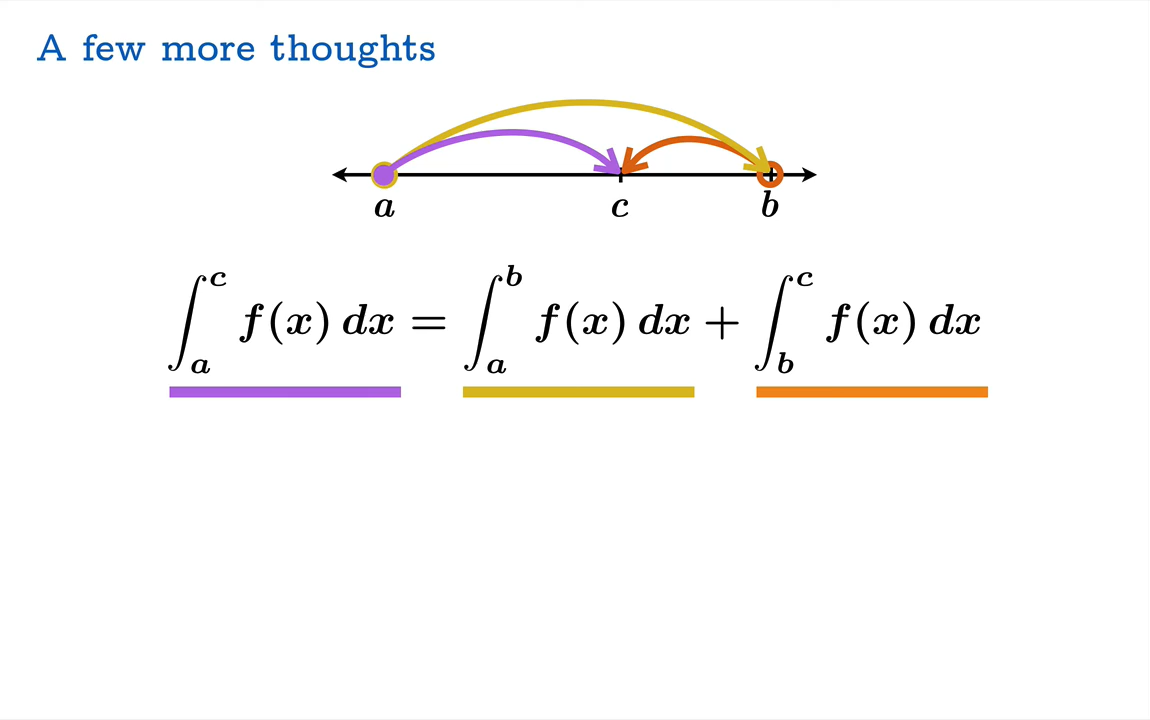 A few more thoughts
a c b
∫_a^c f(x) dx = ∫_a^b f(x) dx + ∫_b^c f(x) dx